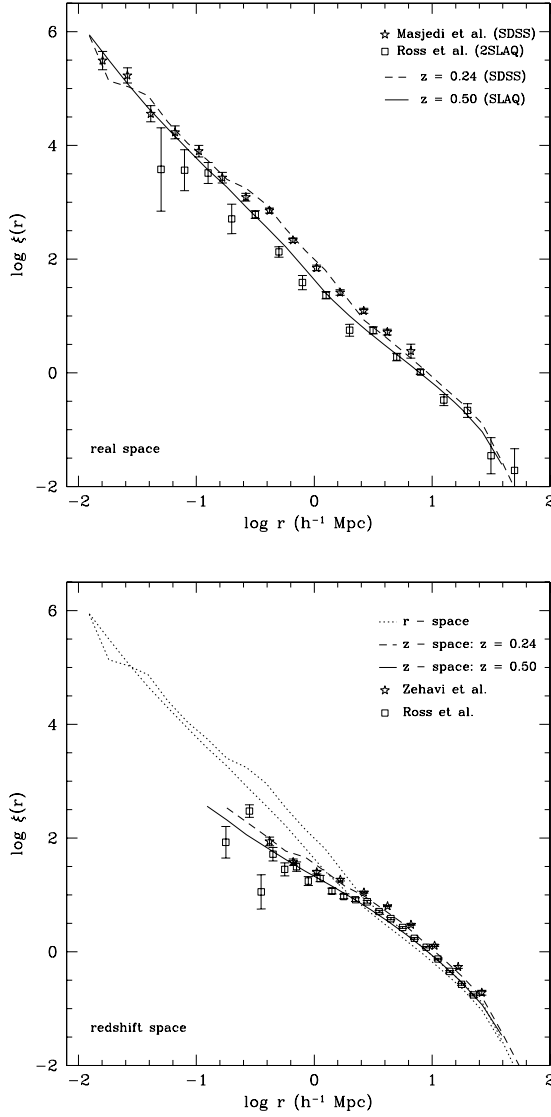 6
4
2
0
−2
log ξ(r)
Masjedi et al. (SDSS)
Ross et al. (2SLAQ)
z = 0.24 (SDSS)
z = 0.50 (SLAQ)
real space
−2 −1 0 1 2
log r (h⁻¹ Mpc)
6
4
2
0
−2
log ξ(r)
r − space
z − space: z = 0.24
z − space: z = 0.50
Zehavi et al.
Ross et al.
redshift space
−2 −1 0 1 2
log r (h⁻¹ Mpc)